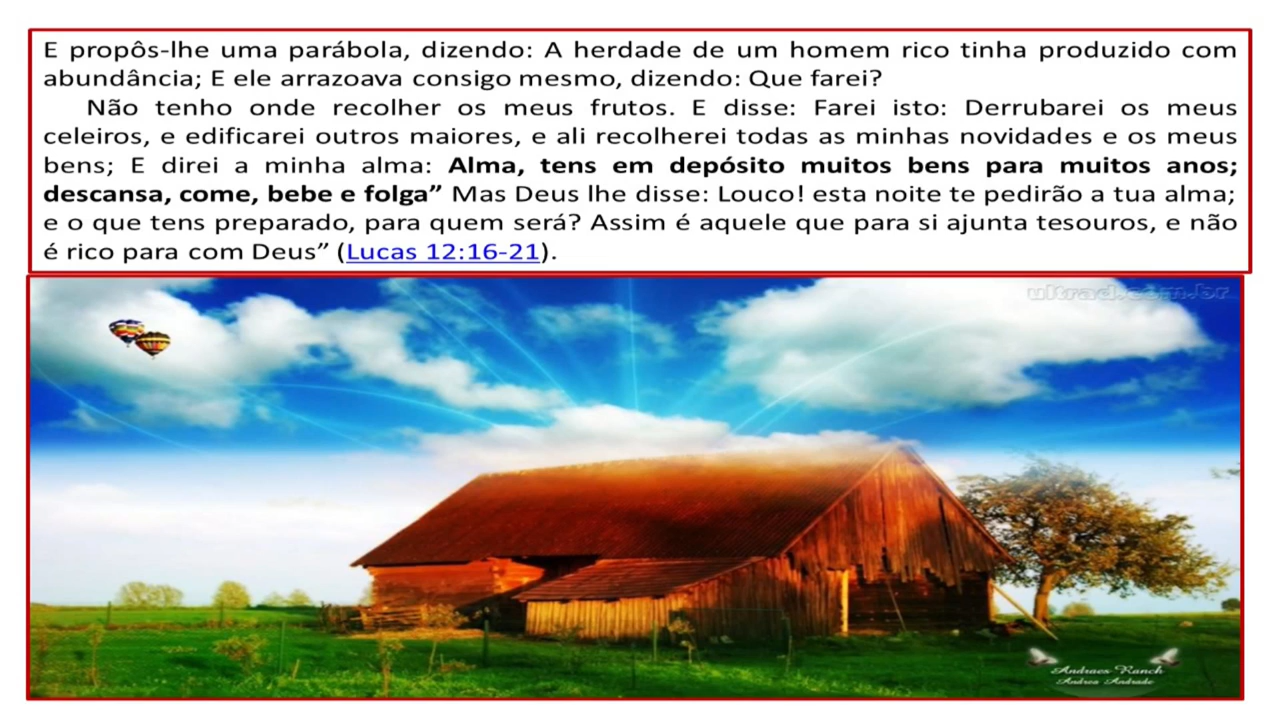 E propôs-lhe uma parábola, dizendo: A herdade de um homem rico tinha produzido com
abundância; E ele arrazoava consigo mesmo, dizendo: Que farei?
Não tenho onde recolher os meus frutos. E disse: Farei isto: Derrubarei os meus
celeiros, e edificarei outros maiores, e ali recolherei todas as minhas novidades e os meus
bens; E direi a minha alma: Alma, tens em depósito muitos bens para muitos anos;
descansa, come, bebe e folga” Mas Deus lhe disse: Louco! esta noite te pedirão a tua alma;
e o que tens preparado, para quem será? Assim é aquele que para si ajunta tesouros, e não
é rico para com Deus” (Lucas 12:16-21).
ultrad.com.br
Andraes Ranch
Andrea Andrade